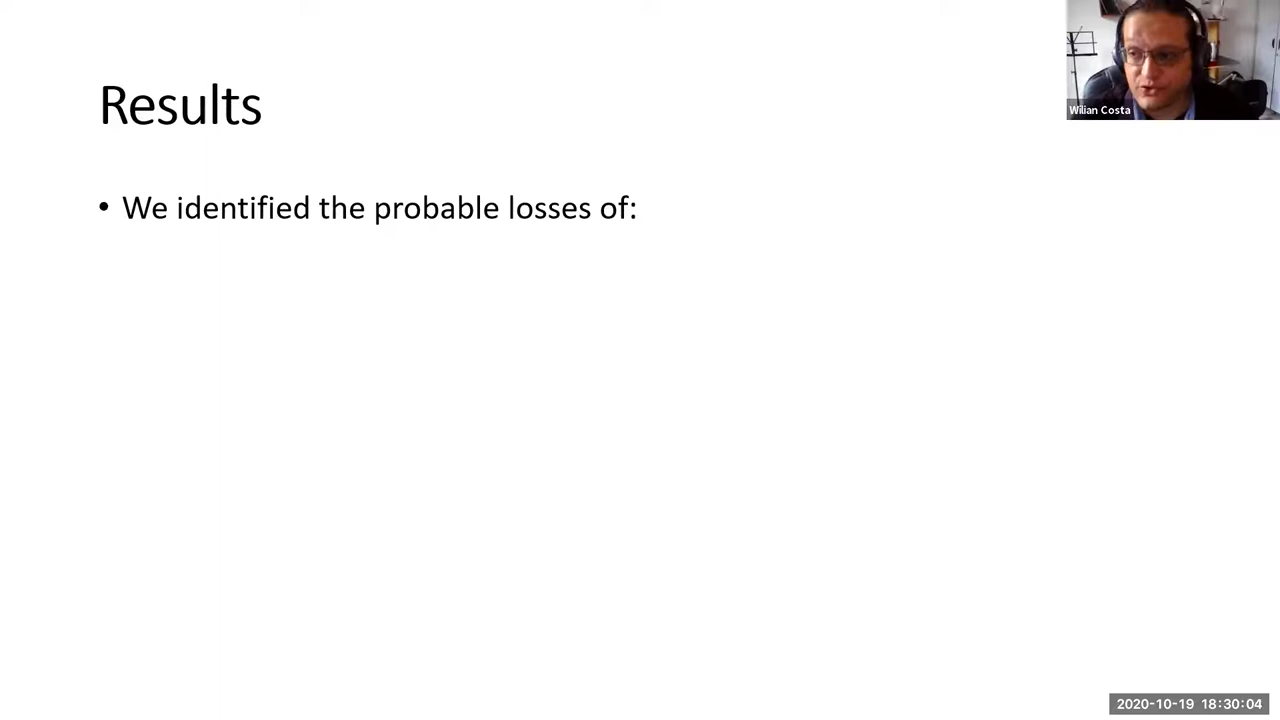 Results
• We identified the probable losses of:
Wilian Costa
2020-10-19 18:30:04